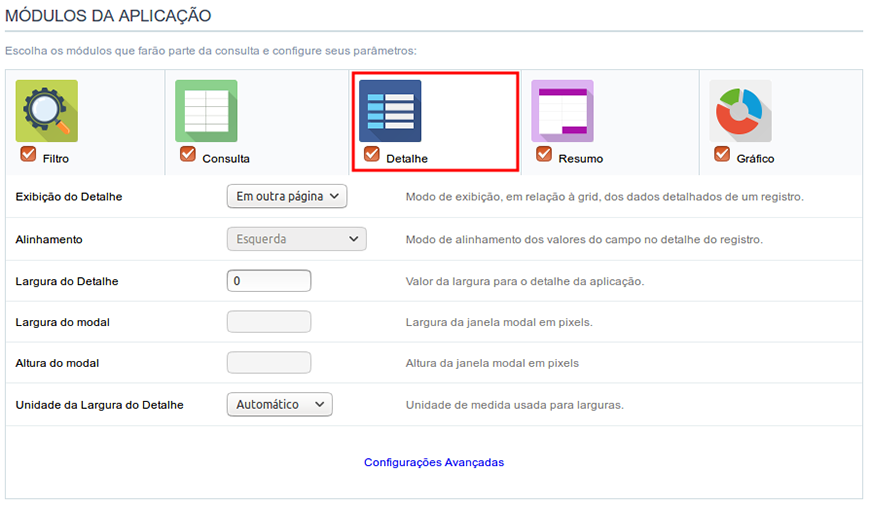 MÓDULOS DA APLICAÇÃO
Escolha os módulos que farão parte da consulta e configure seus parâmetros:
Filtro
Consulta
Detalhe
Resumo
Gráfico
Exibição do Detalhe
Em outra página
Modo de exibição, em relação à grid, dos dados detalhados de um registro.
Alinhamento
Esquerda
Modo de alinhamento dos valores do campo no detalhe do registro.
Largura do Detalhe
0
Valor da largura para o detalhe da aplicação.
Largura do modal
Largura da janela modal em pixels.
Altura do modal
Altura da janela modal em pixels
Unidade da Largura do Detalhe
Automático
Unidade de medida usada para larguras.
Configurações Avançadas